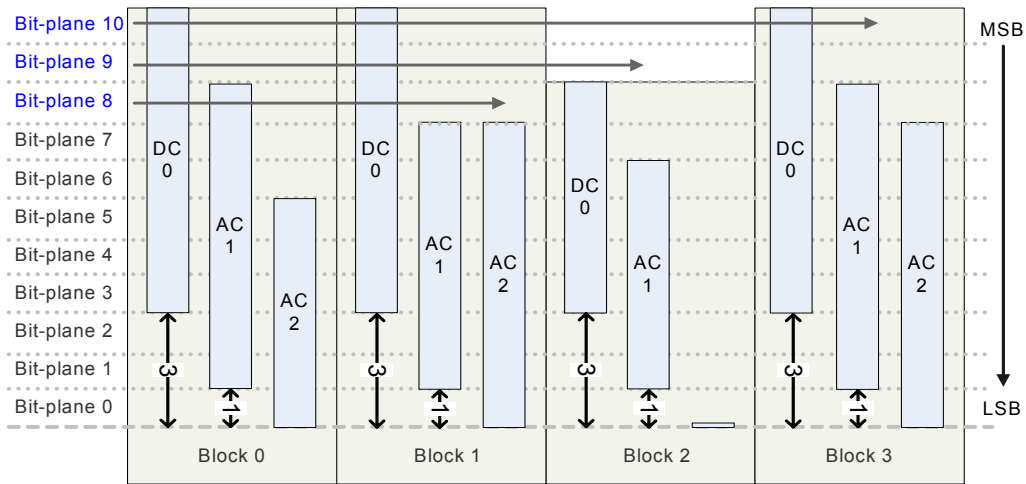 Bit-plane 10
MSB
Bit-plane 9
Bit-plane 8
Bit-plane 7
Bit-plane 6
Bit-plane 5
Bit-plane 4
Bit-plane 3
Bit-plane 2
Bit-plane 1
Bit-plane 0
LSB
DC
0
AC
1
AC
2
3
1
Block 0
DC
0
AC
1
AC
2
3
1
Block 1
DC
0
AC
1
3
1
Block 2
DC
0
AC
1
AC
2
3
1
Block 3